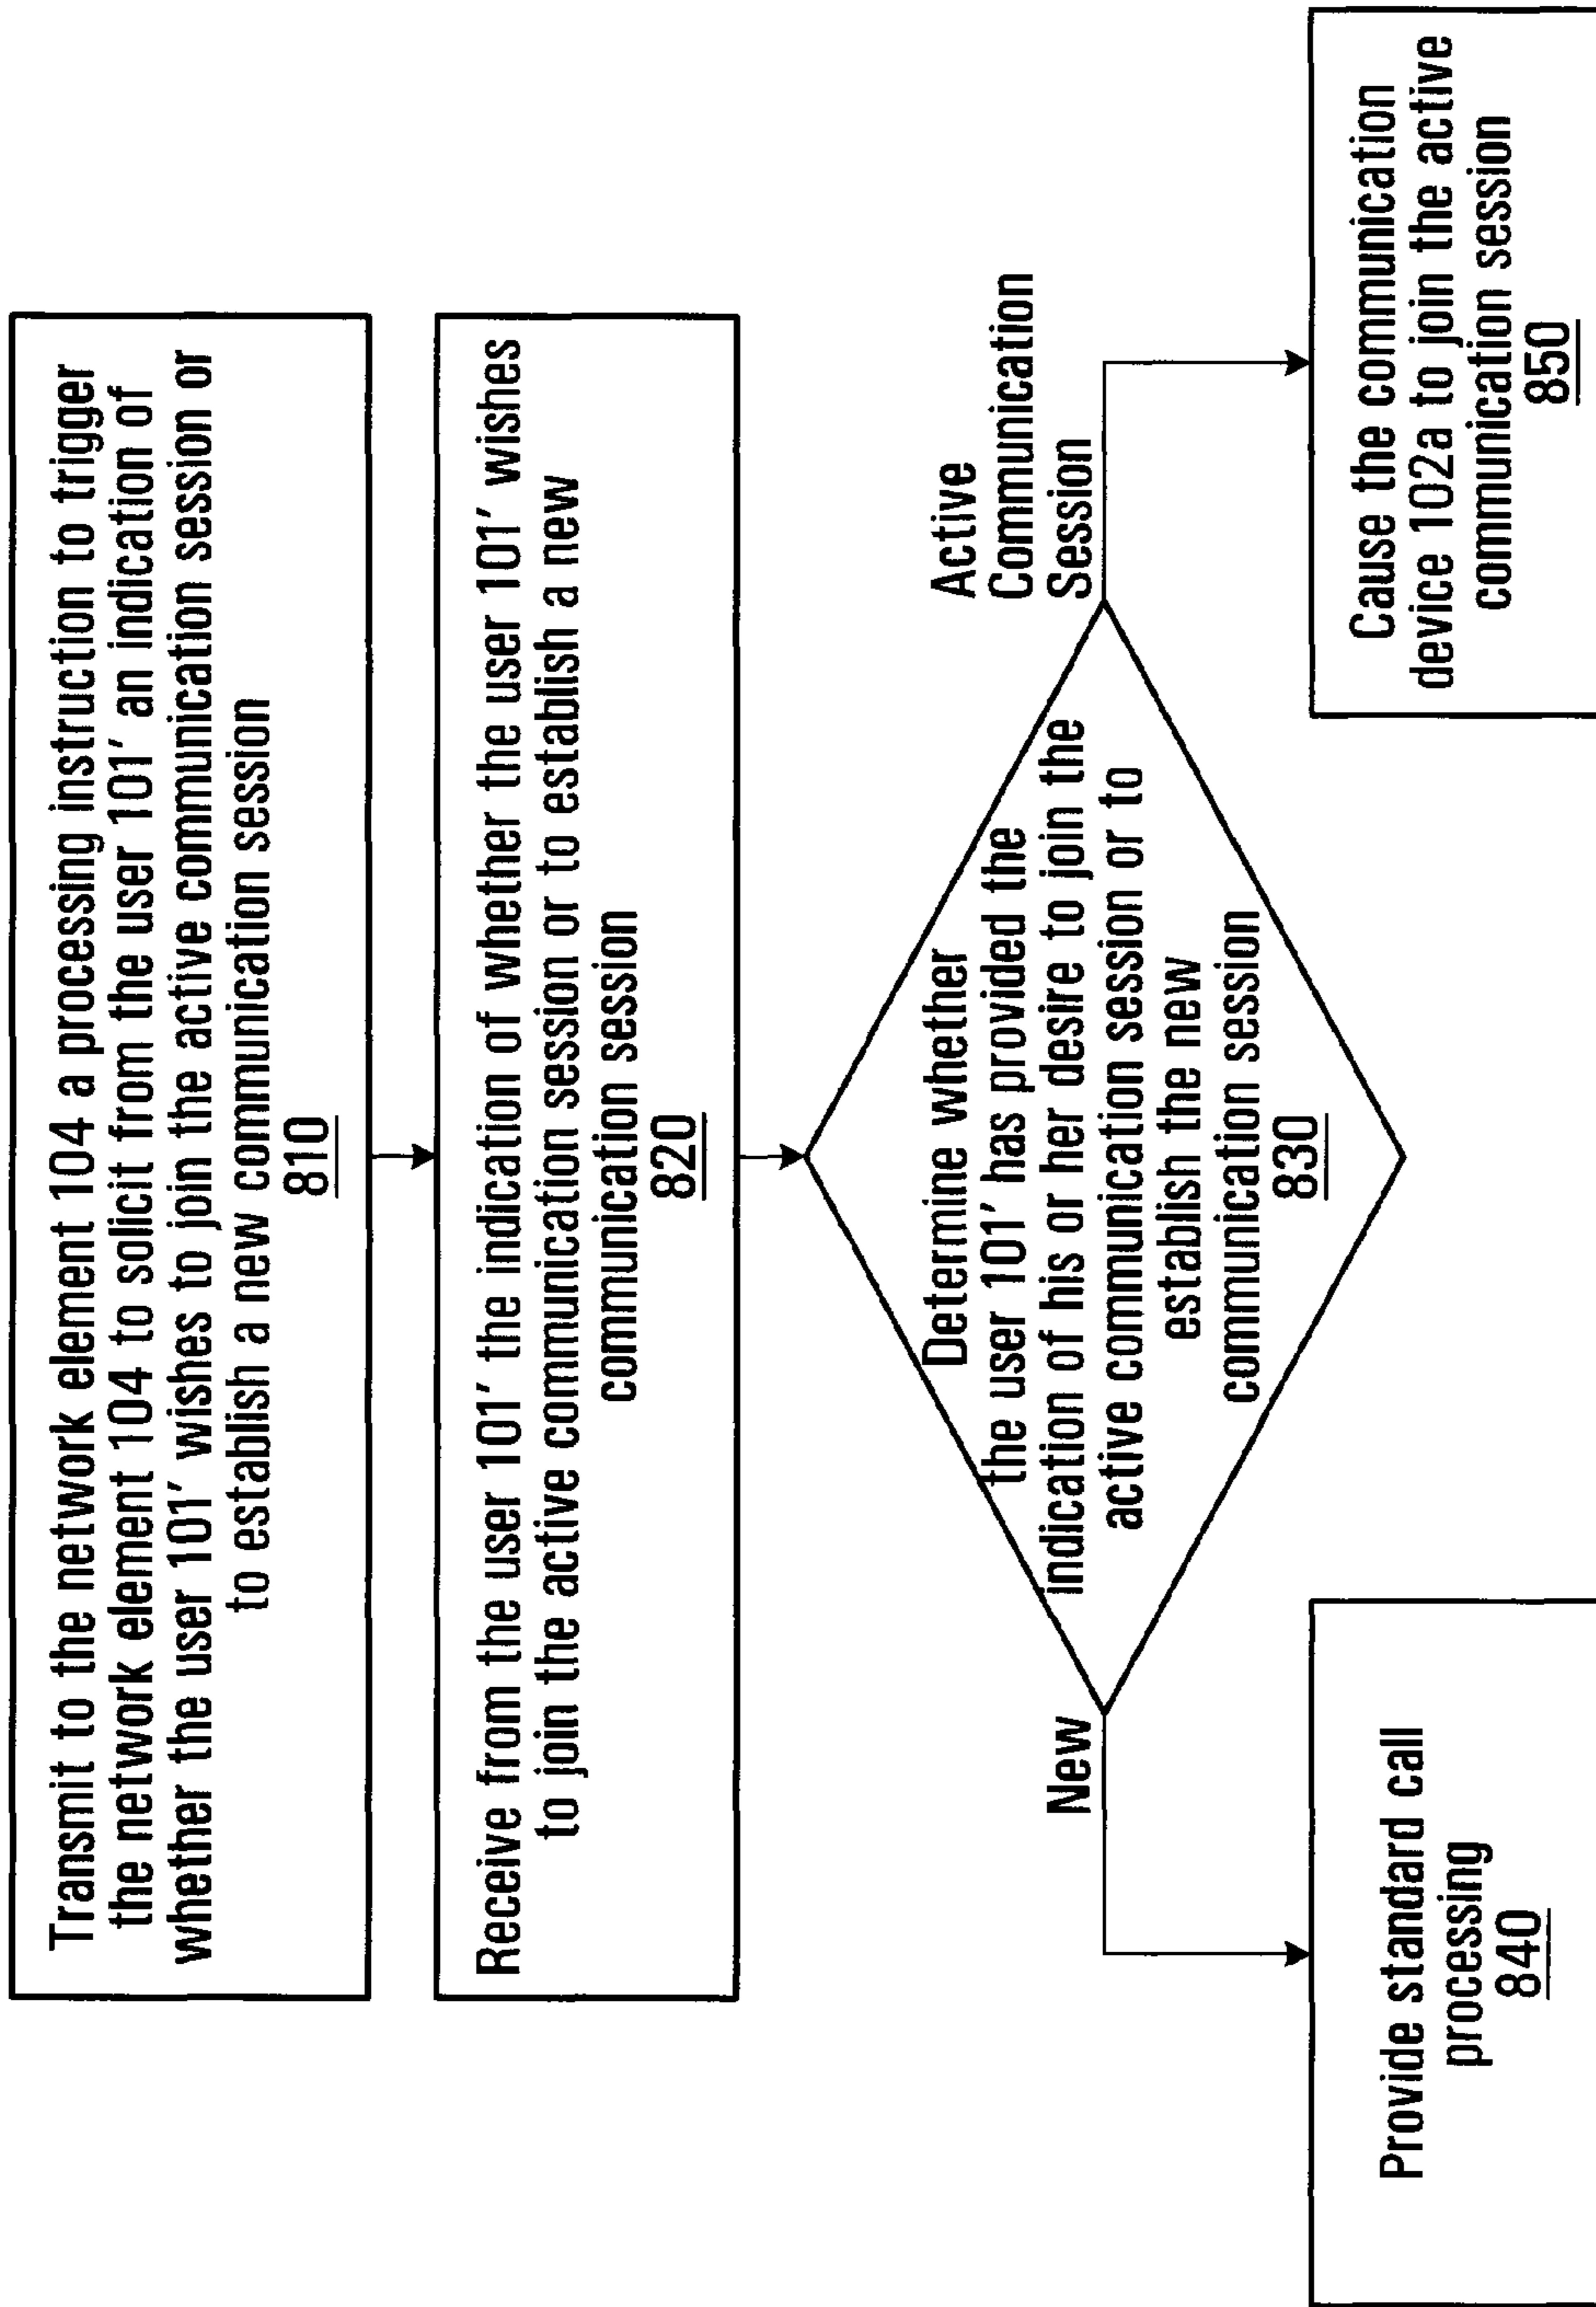 Transmit to the network element 104 a processing instruction to trigger
the network element 104 to solicit from the user 101' an indication of
whether the user 101' wishes to join the active communication session or
to establish a new communication session
810
Receive from the user 101' the indication of whether the user 101' wishes
to join the active communication session or to establish a new
communication session
820
Determine whether
the user 101' has provided the
indication of his or her desire to join the
active communication session or to
establish the new
communication session
830
New
Active
Communication
Session
Provide standard call
processing
840
Cause the communication
device 102a to join the active
communication session
850